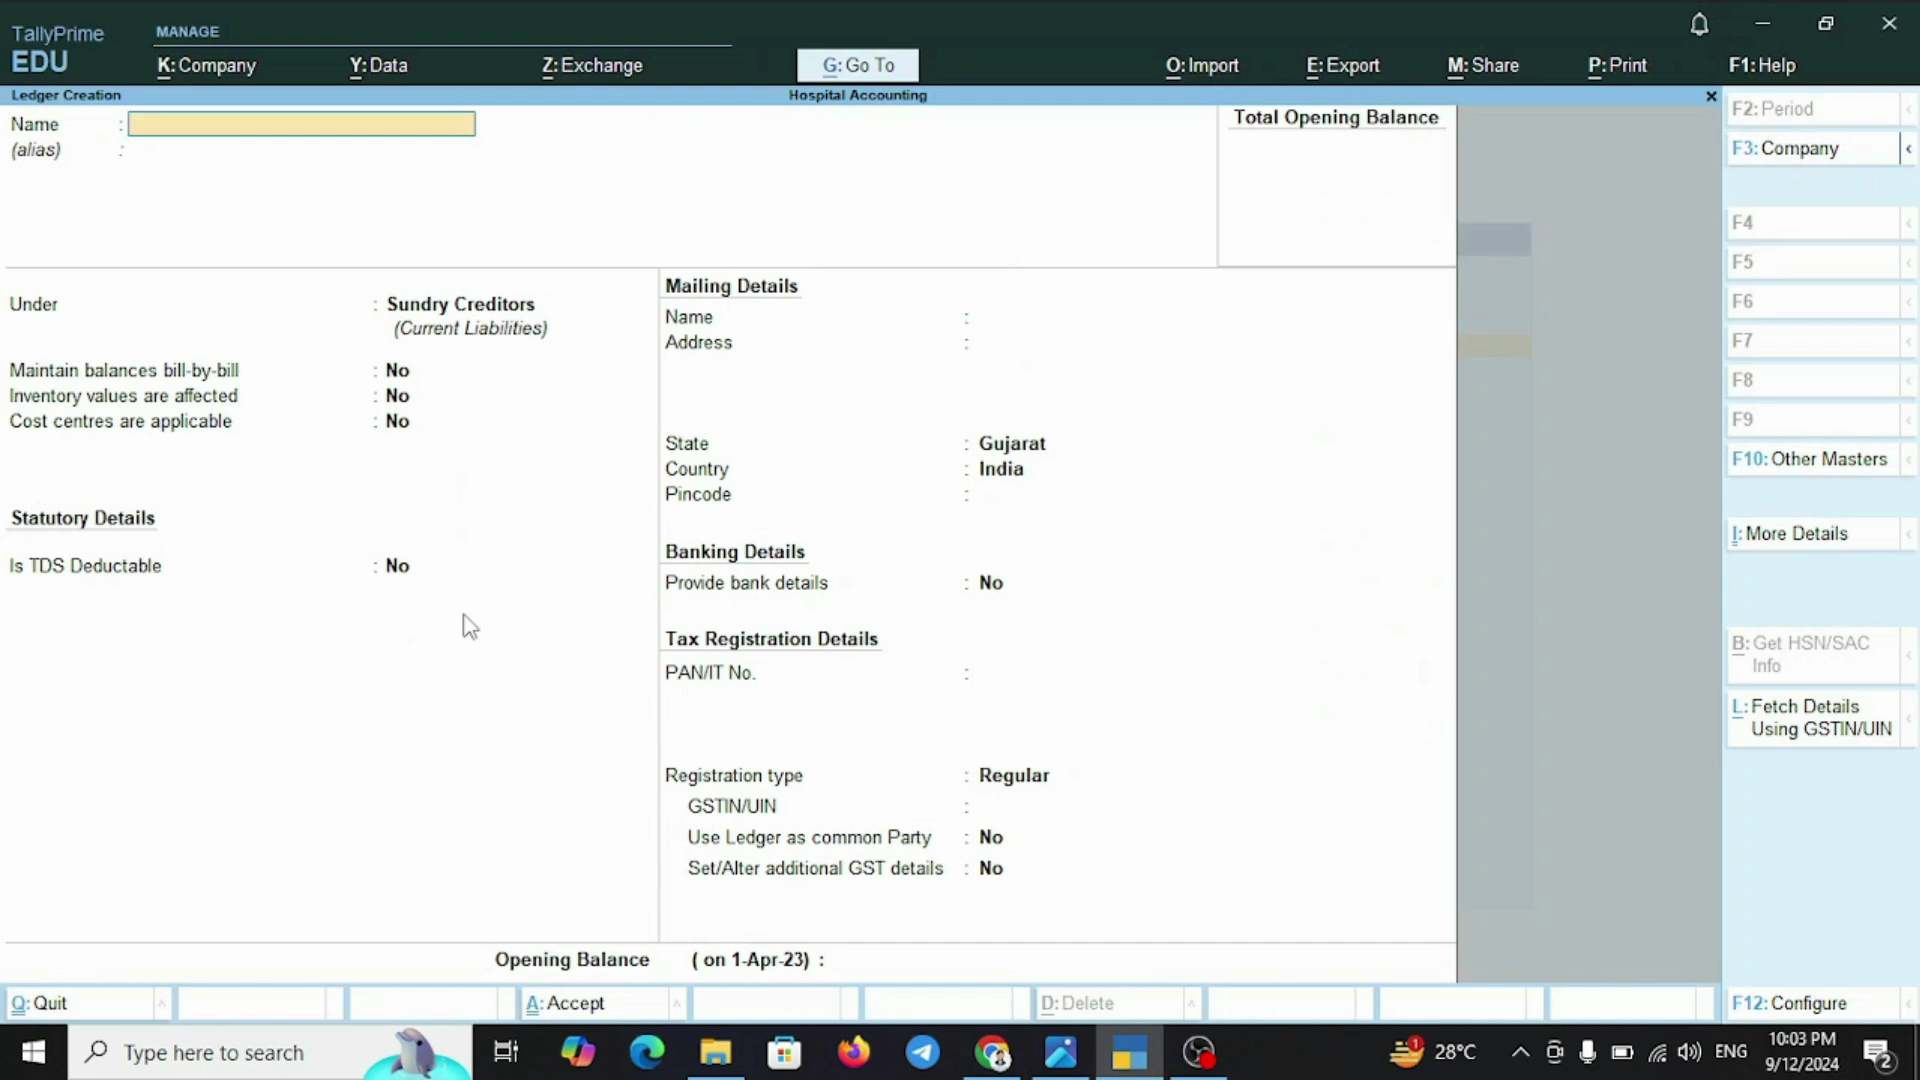 TallyPrime
EDU
MANAGE
K: Company
Y: Data
Z: Exchange
G: Go To
O: Import
E: Export
M: Share
P: Print
F1: Help
Ledger Creation
Hospital Accounting
×
Name :
(alias) :
Total Opening Balance
Under : Sundry Creditors
(Current Liabilities)
Maintain balances bill-by-bill : No
Inventory values are affected : No
Cost centres are applicable : No
Statutory Details
Is TDS Deductable : No
Mailing Details
Name :
Address :
State : Gujarat
Country : India
Pincode :
Banking Details
Provide bank details : No
Tax Registration Details
PAN/IT No. :
Registration type : Regular
GSTIN/UIN :
Use Ledger as common Party : No
Set/Alter additional GST details : No
Opening Balance ( on 1-Apr-23) :
F2: Period
F3: Company
F4
F5
F6
F7
F8
F9
F10: Other Masters
I: More Details
B: Get HSN/SAC
Info
L: Fetch Details
Using GSTIN/UIN
F12: Configure
Q: Quit
A: Accept
D: Delete
Type here to search
1
28°C
ENG
10:03 PM
9/12/2024
2